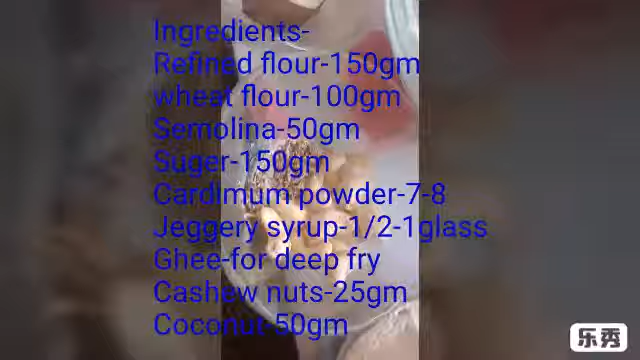 Ingredients-
Refined flour-150gm
wheat flour-100gm
Semolina-50gm
Suger-150gm
Cardimum powder-7-8
Jeggery syrup-1/2-1glass
Ghee-for deep fry
Cashew nuts-25gm
Coconut-50gm
乐秀